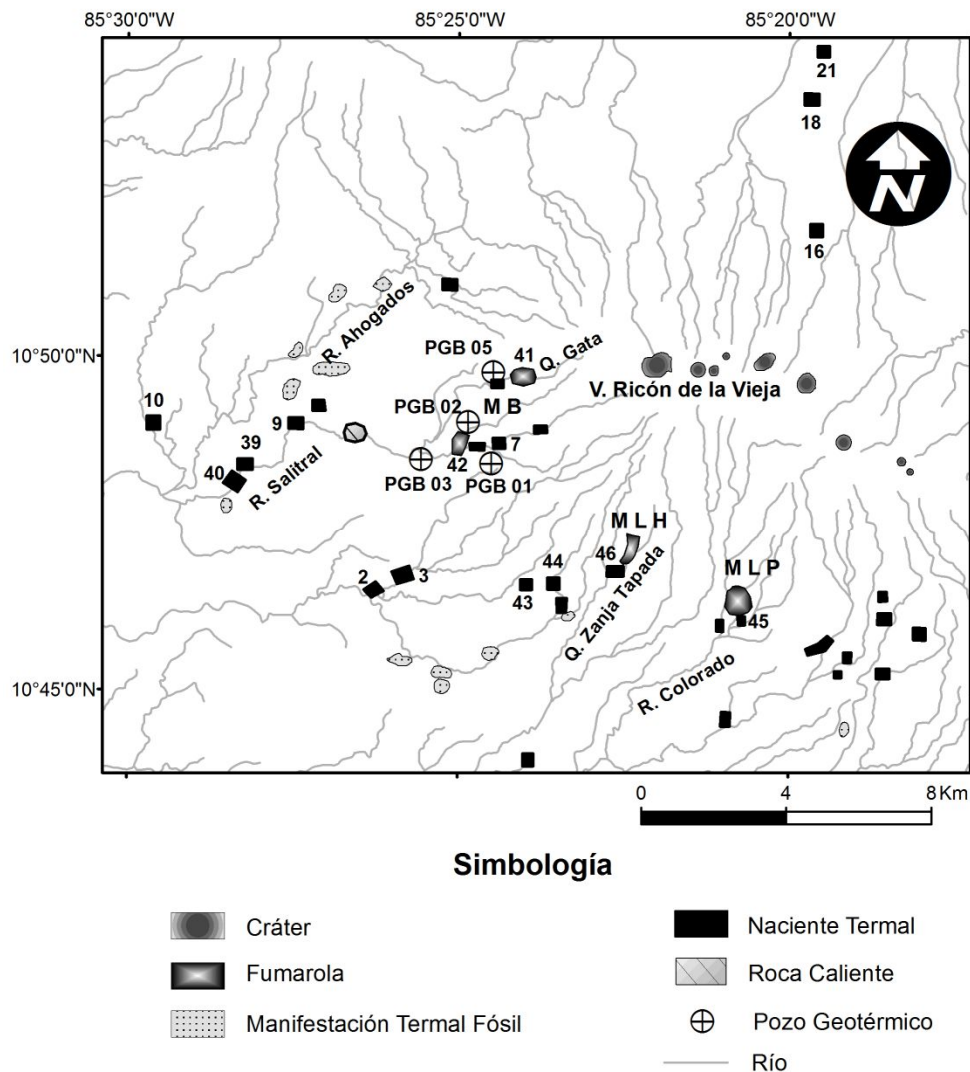 85°30'0"W
85°25'0"W
85°20'0"W
21
18
N
16
R. Ahogados
10°50'0"N
PGB 05
41
Q. Gata
V. Ricón de la Vieja
10
PGB 02
M B
9
7
39
42
40
R. Salitral
PGB 03
PGB 01
M L H
46
44
M L P
2
3
43
Q. Zanja Tapada
45
R. Colorado
10°45'0"N
0 4 8 Km
Simbología
Cráter
Naciente Termal
Fumarola
Roca Caliente
Manifestación Termal Fósil
Pozo Geotérmico
Río